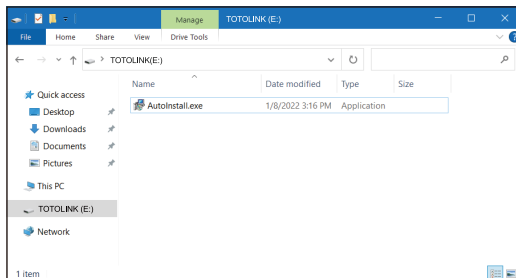 Manage TOTOLINK (E:)
File Home Share View Drive Tools
TOTOLINK(E:)
Name Date modified Type Size
AutoInstall.exe 1/8/2022 3:16 PM Application
Quick access
Desktop
Downloads
Documents
Pictures
This PC
TOTOLINK (E:)
Network
1 item